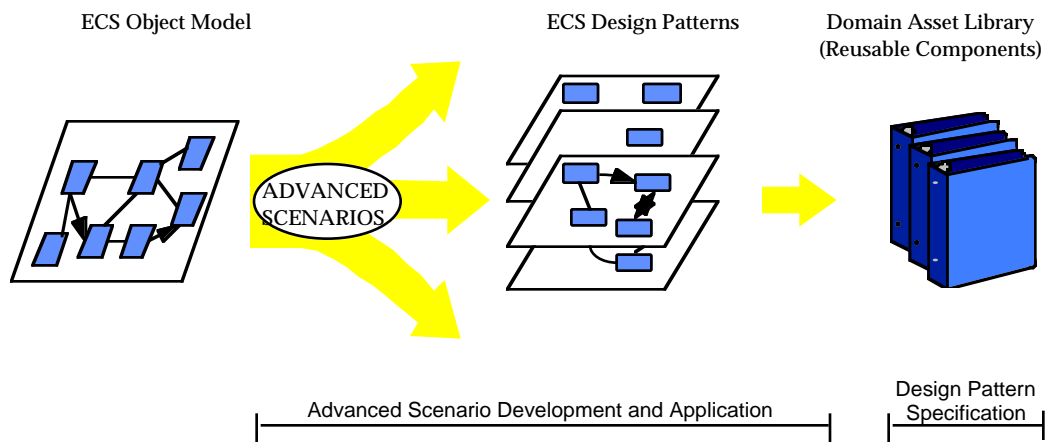 ECS Object Model
ECS Design Patterns
Domain Asset Library
(Reusable Components)
ADVANCED
SCENARIOS
Advanced Scenario Development and Application
Design Pattern
Specification